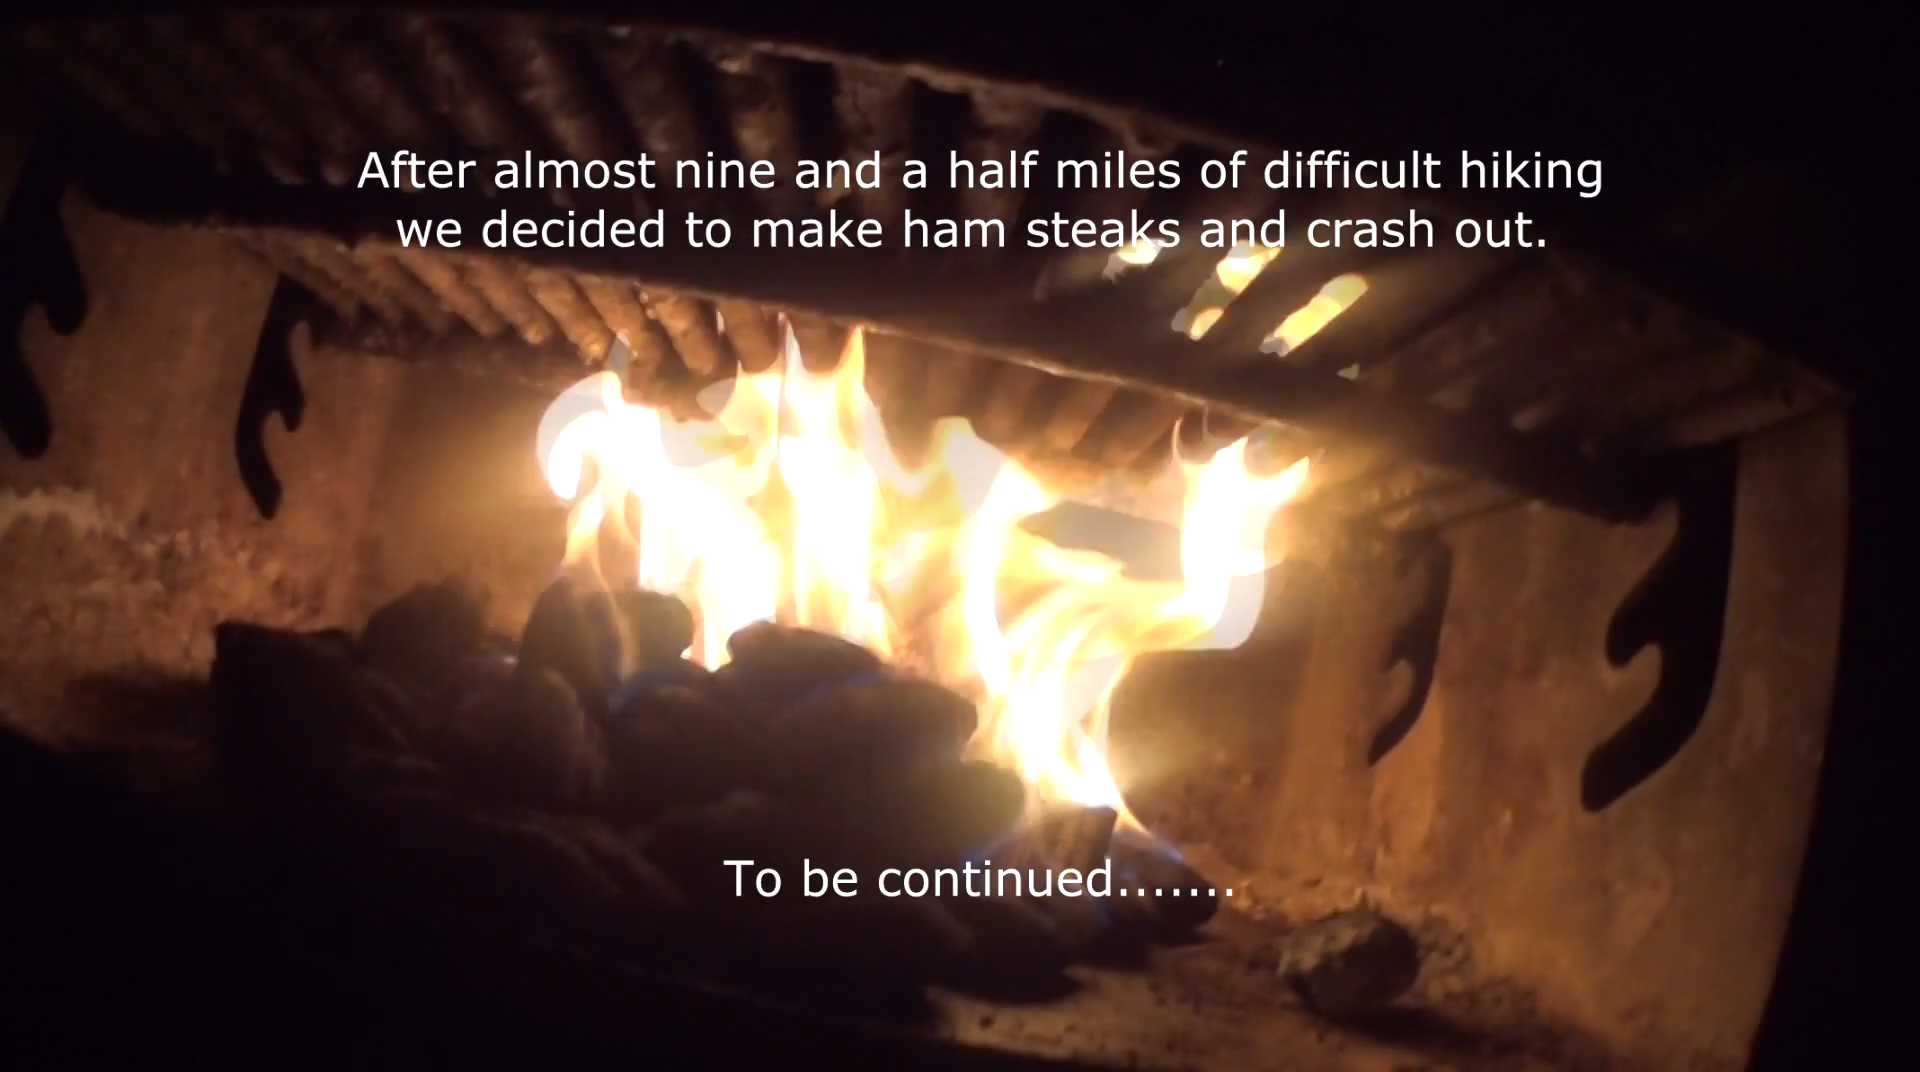 After almost nine and a half miles of difficult hiking
we decided to make ham steaks and crash out.
To be continued.......